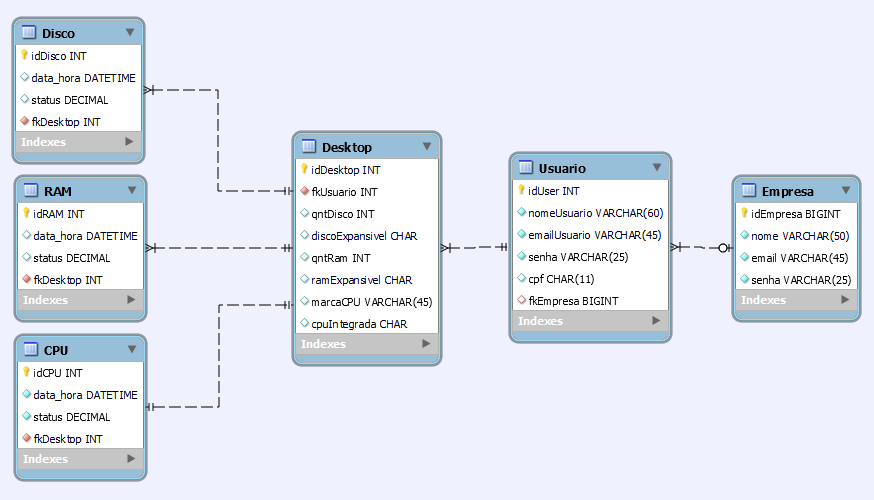 Disco
idDisco INT
data_hora DATETIME
status DECIMAL
fkDesktop INT
Indexes
RAM
idRAM INT
data_hora DATETIME
status DECIMAL
fkDesktop INT
Indexes
CPU
idCPU INT
data_hora DATETIME
status DECIMAL
fkDesktop INT
Indexes
Desktop
idDesktop INT
fkUsuario INT
qntDisco INT
discoExpansivel CHAR
qntRam INT
ramExpansivel CHAR
marcaCPU VARCHAR(45)
cpuIntegrada CHAR
Indexes
Usuario
idUser INT
nomeUsuario VARCHAR(60)
emailUsuario VARCHAR(45)
senha VARCHAR(25)
cpf CHAR(11)
fkEmpresa BIGINT
Indexes
Empresa
idEmpresa BIGINT
nome VARCHAR(50)
email VARCHAR(45)
senha VARCHAR(25)
Indexes